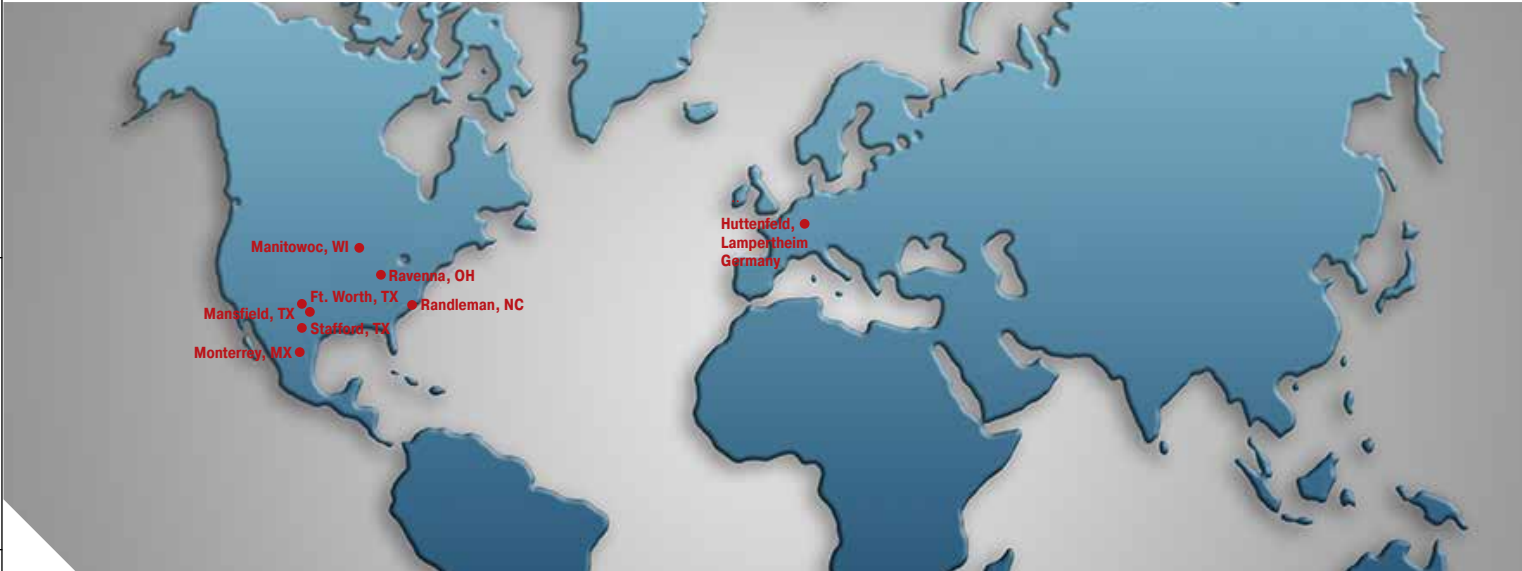 Huttenfeld,
Lampertheim
Germany
Manitowoc, WI
Ravenna, OH
Ft. Worth, TX
Randleman, NC
Mansfield, TX
Stafford, TX
Monterrey, MX